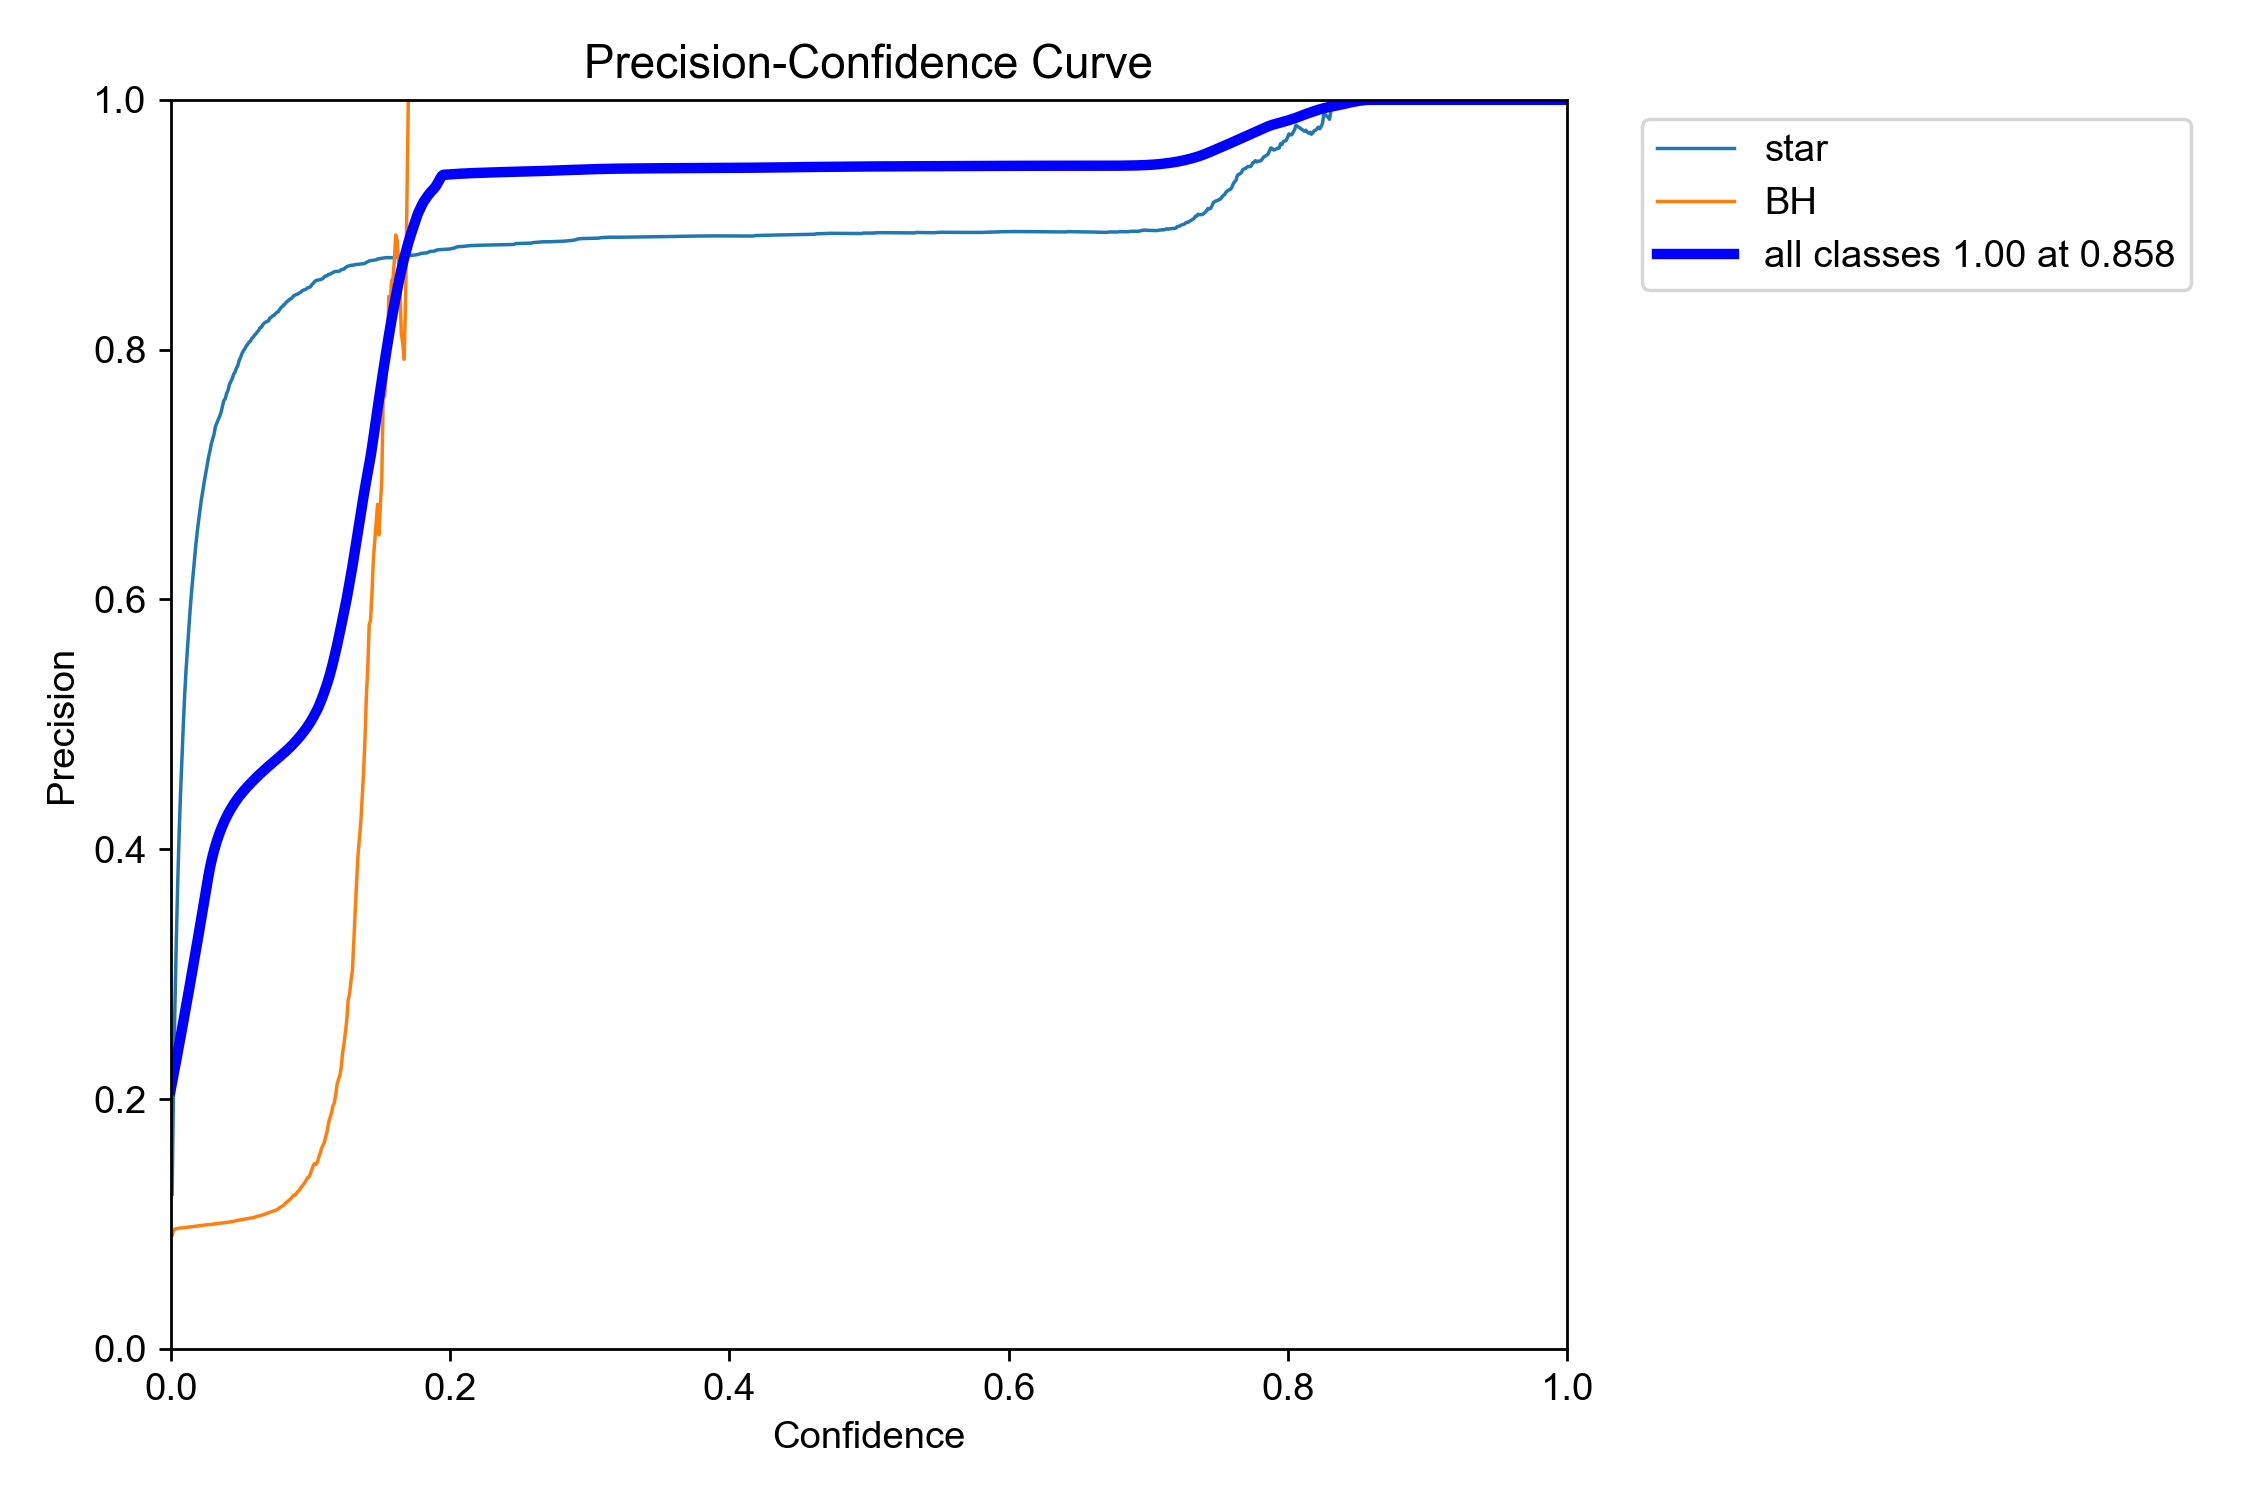 Precision-Confidence Curve
1.0
0.8
0.6
0.4
0.2
0.0
Precision
0.0 0.2 0.4 0.6 0.8 1.0
Confidence
star
BH
all classes 1.00 at 0.858